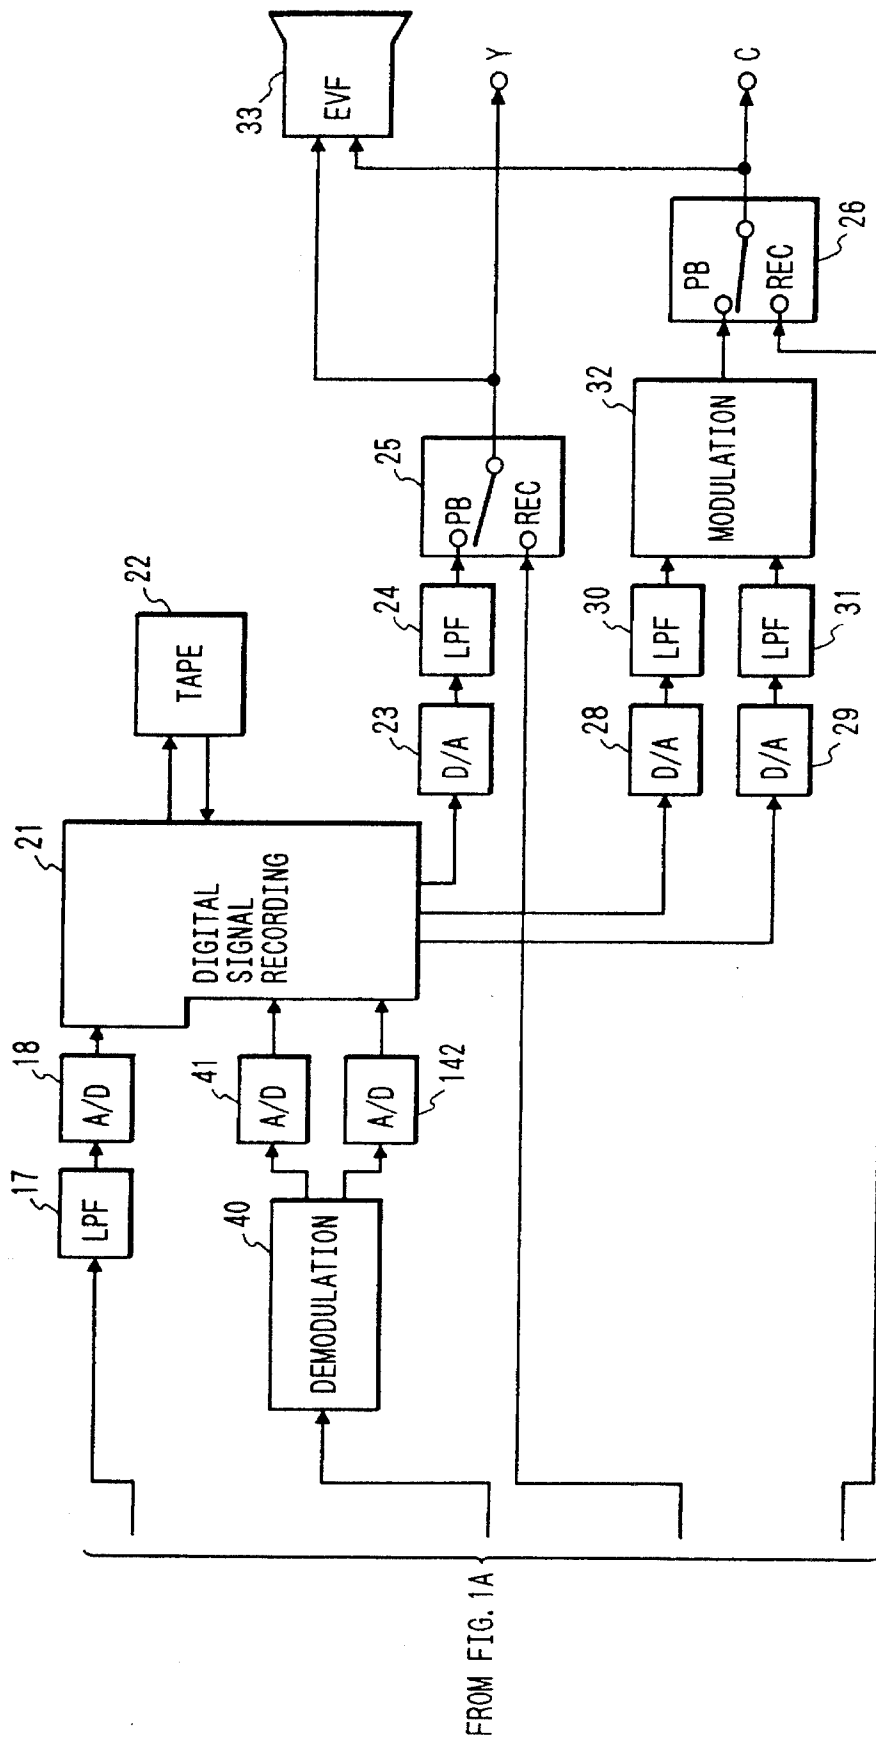 FROM FIG. 1A
17
LPF
18
A/D
40
DEMODULATION
41
A/D
142
A/D
21
DIGITAL
SIGNAL
RECORDING
22
TAPE
23
D/A
24
LPF
25
PB
REC
28
D/A
30
LPF
29
D/A
31
LPF
32
MODULATION
26
PB
REC
33
EVF
Y
C